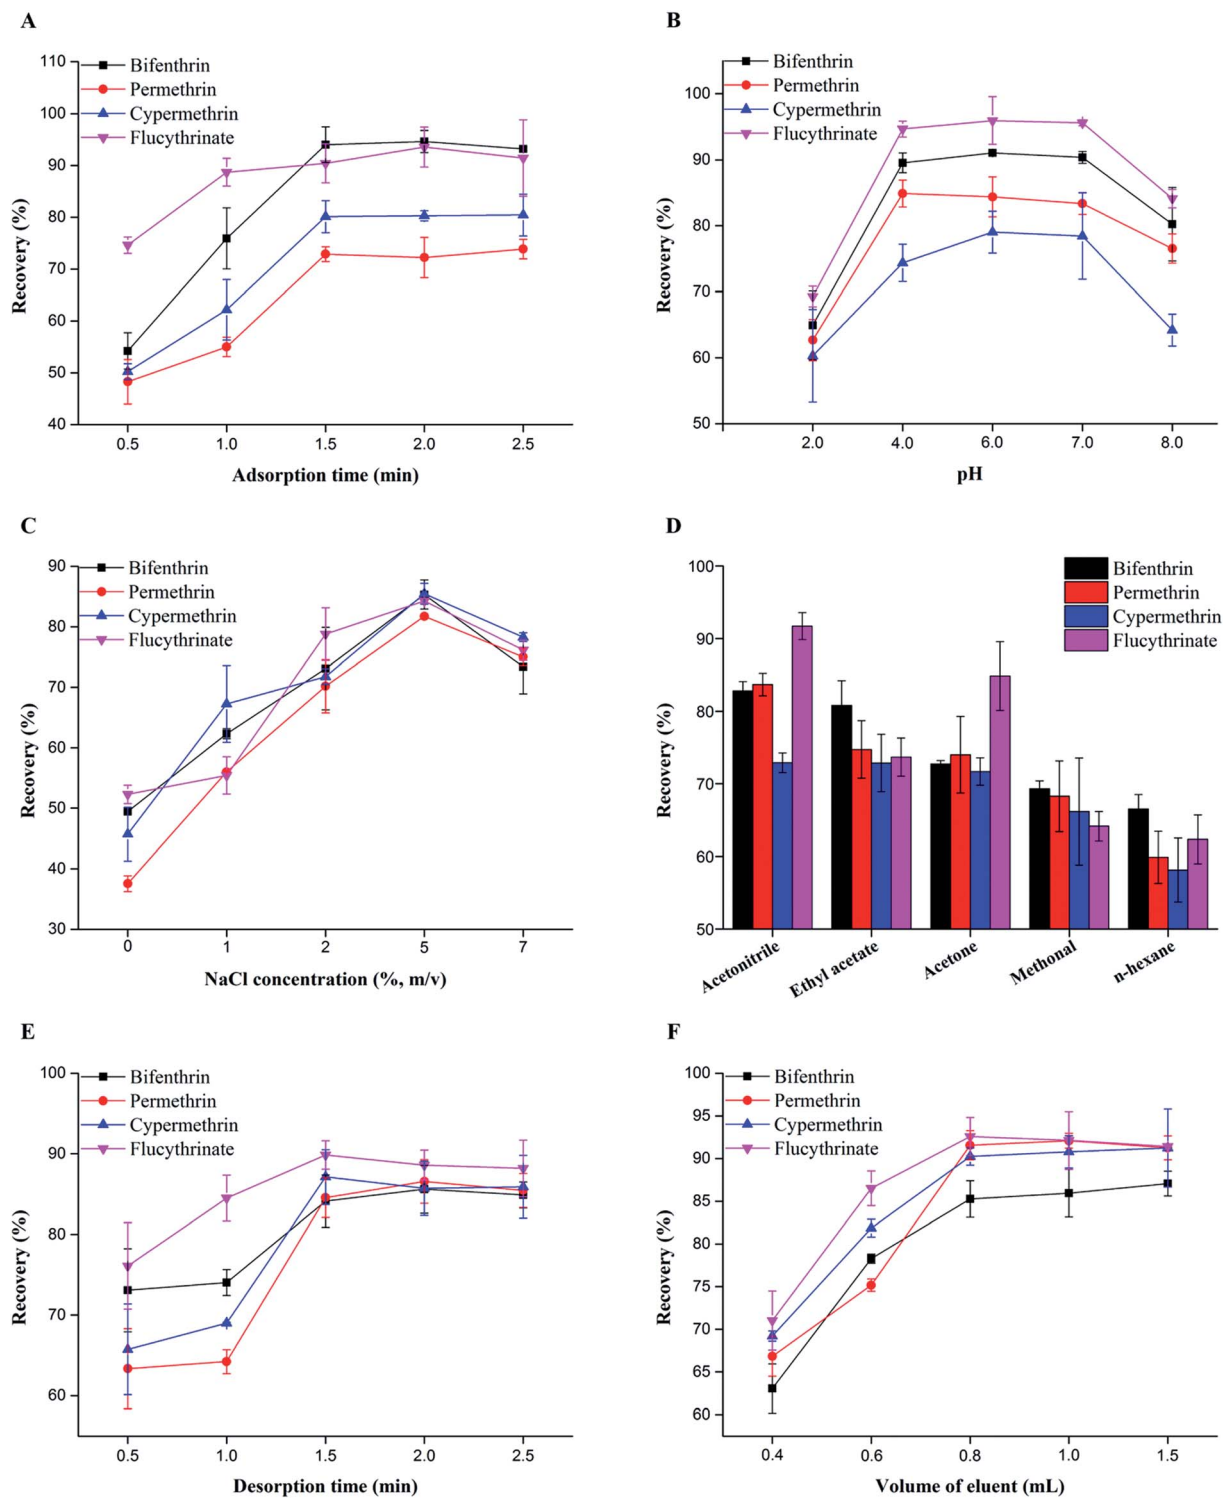 A
110
100
90
80
70
60
50
40
Recovery (%)
Bifenthrin
Permethrin
Cypermethrin
Flucythrinate
0.5 1.0 1.5 2.0 2.5
Adsorption time (min)
B
100
90
80
70
60
50
Recovery (%)
Bifenthrin
Permethrin
Cypermethrin
Flucythrinate
2.0 4.0 6.0 7.0 8.0
pH
C
90
80
70
60
50
40
30
Recovery (%)
Bifenthrin
Permethrin
Cypermethrin
Flucythrinate
0 1 2 5 7
NaCl concentration (%, m/v)
D
100
90
80
70
60
50
Recovery (%)
Bifenthrin
Permethrin
Cypermethrin
Flucythrinate
Acetonitrile Ethyl acetate Acetone Methonal n-hexane
E
100
90
80
70
60
Recovery (%)
Bifenthrin
Permethrin
Cypermethrin
Flucythrinate
0.5 1.0 1.5 2.0 2.5
Desorption time (min)
F
100
95
90
85
80
75
70
65
60
Recovery (%)
Bifenthrin
Permethrin
Cypermethrin
Flucythrinate
0.4 0.6 0.8 1.0 1.5
Volume of eluent (mL)